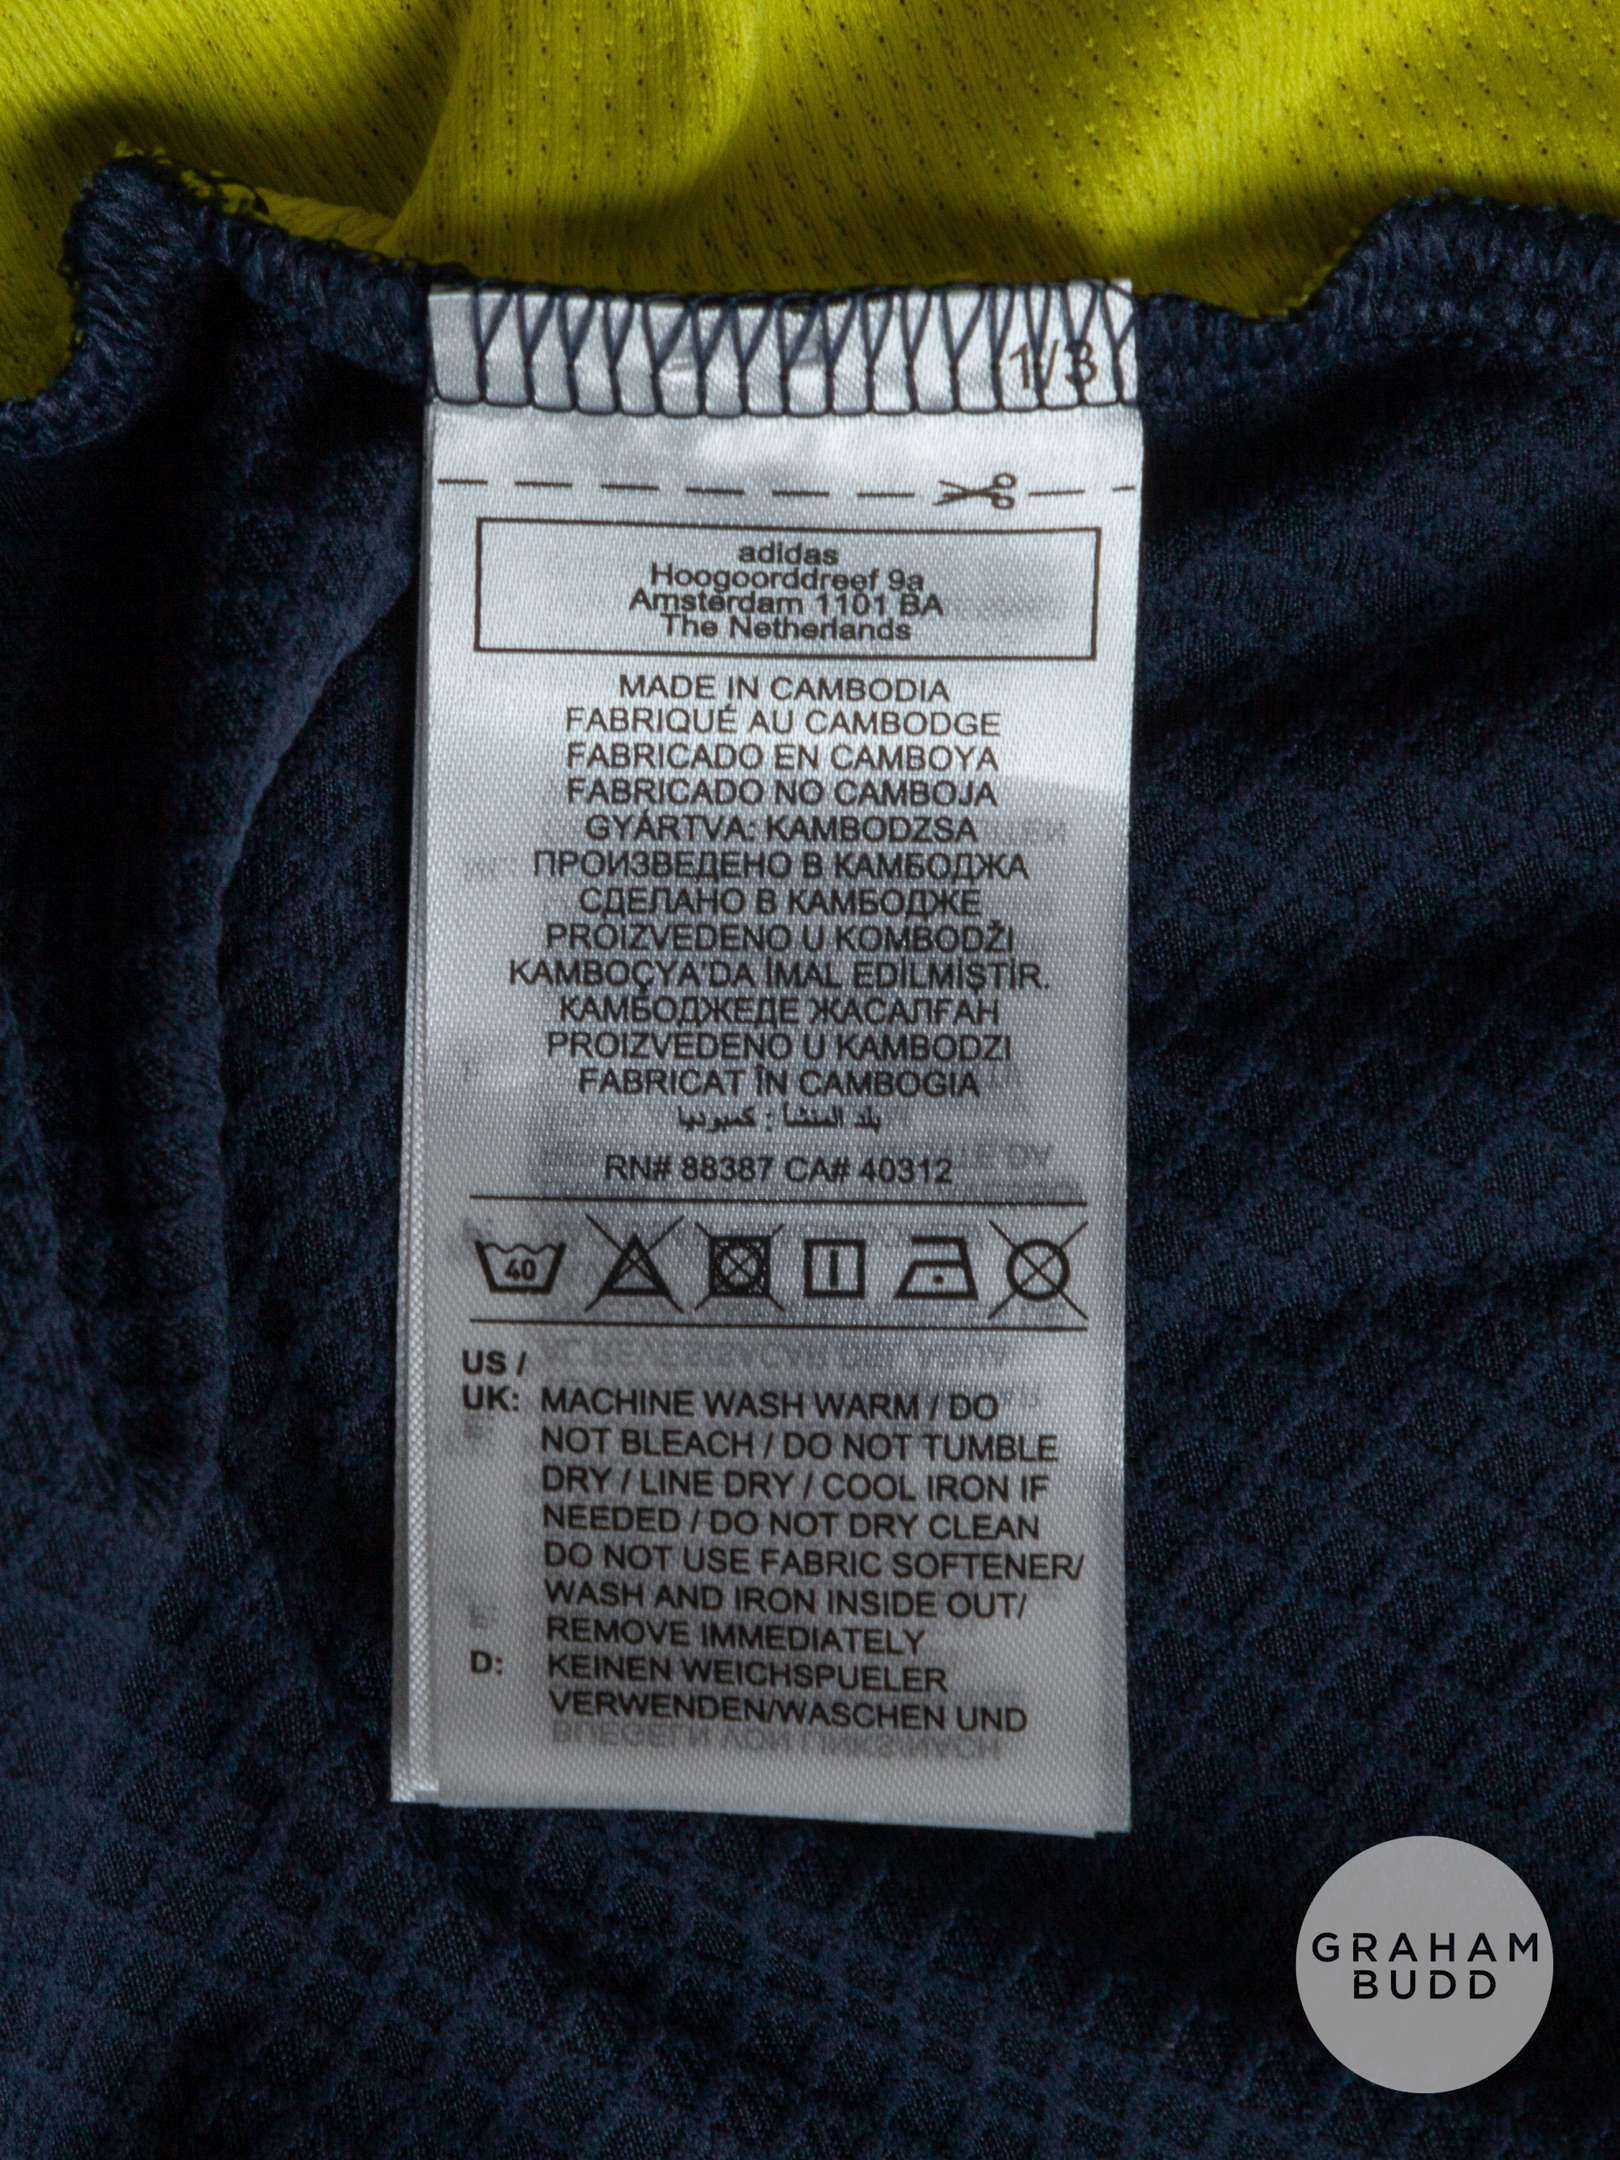 1/3
adidas
Hoogoorddreef 9a
Amsterdam 1101 BA
The Netherlands
MADE IN CAMBODIA
FABRIQUÉ AU CAMBODGE
FABRICADO EN CAMBOYA
FABRICADO NO CAMBOJA
GYÁRTVA: KAMBODZSA
ПРОИЗВЕДЕНО В КАМБОДЖА
СДЕЛАНО В КАМБОДЖЕ
PROIZVEDENO U KOMBODŽI
KAMBOÇYA'DA İMAL EDİLMİŞTİR.
КАМБОДЖЕДЕ ЖАСАЛҒАН
PROIZVEDENO U KAMBODZI
FABRICAT ÎN CAMBOGIA
بلد المنشأ : كمبوديا
RN# 88387 CA# 40312
40
US /
UK: MACHINE WASH WARM / DO
NOT BLEACH / DO NOT TUMBLE
DRY / LINE DRY / COOL IRON IF
NEEDED / DO NOT DRY CLEAN
DO NOT USE FABRIC SOFTENER/
WASH AND IRON INSIDE OUT/
REMOVE IMMEDIATELY
D: KEINEN WEICHSPUELER
VERWENDEN/WASCHEN UND
GRAHAM
BUDD